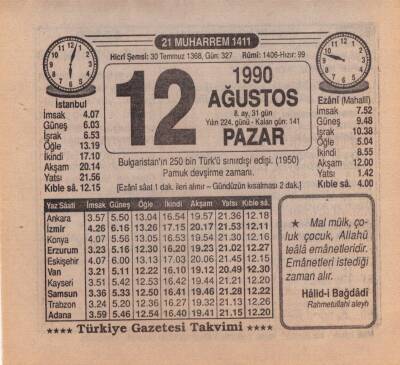 21 MUHARREM 1411
Hicrî Şemsî: 30 Temmuz 1368, Gün: 327 Rûmî: 1406-Hızır: 99
12
1990
AĞUSTOS
8. ay, 31 gün
Yılın 224, günü - Kalan gün: 141
PAZAR
İstanbul
İmsak 4.07
Güneş 6.03
İşrak 6.53
Öğle 13.19
İkindi 17.10
Akşam 20.14
Yatsı 21.56
Kıble sâ. 12.15
Ezânî (Mahallî)
İmsak 7.52
Güneş 9.48
İşrak 10.38
Öğle 5.04
İkindi 8.55
Akşam 12.00
Yatsı 1.42
Kıble sâ. 4.00
Bulgaristan'ın 250 bin Türk'ü sınırdışı edişi. (1950)
Pamuk devşirme zamanı.
[Ezânî sâat 1 dak. ileri alınır – Gündüzün kısalması 2 dak.]
Yaz Sâati İmsak Güneş Öğle İkindi Akşam Yatsı Kıble sâ.
Ankara 3.57 5.50 13.04 16.54 19.57 21.36 12.18
İzmir 4.26 6.16 13.26 17.15 20.17 21.53 12.11
Konya 4.07 5.56 13.05 16.53 19.54 21.30 12.16
Erzurum 3.23 5.16 12.30 16.20 19.23 21.02 12.27
Eskişehir 4.07 6.00 13.13 17.03 20.06 21.45 12.15
Van 3.21 5.11 12.22 16.10 19.12 20.49 12.30
Kayseri 3.51 5.42 12.53 16.42 19.44 21.22 12.20
Samsun 3.36 5.33 12.50 16.41 19.46 21.28 12.22
Trabzon 3.24 5.20 12.36 16.27 19.32 21.13 12.26
Adana 3.59 5.46 12.54 16.40 19.41 21.15 12.20
★ Mal mülk, ço-
luk çocuk, Allahü
teâlâ emânetleridir.
Emânetleri istediği
zaman alır.
Hâlid-i Bağdâdî
Rahmetullahi aleyh
★★★★ Türkiye Gazetesi Takvimi ★★★★